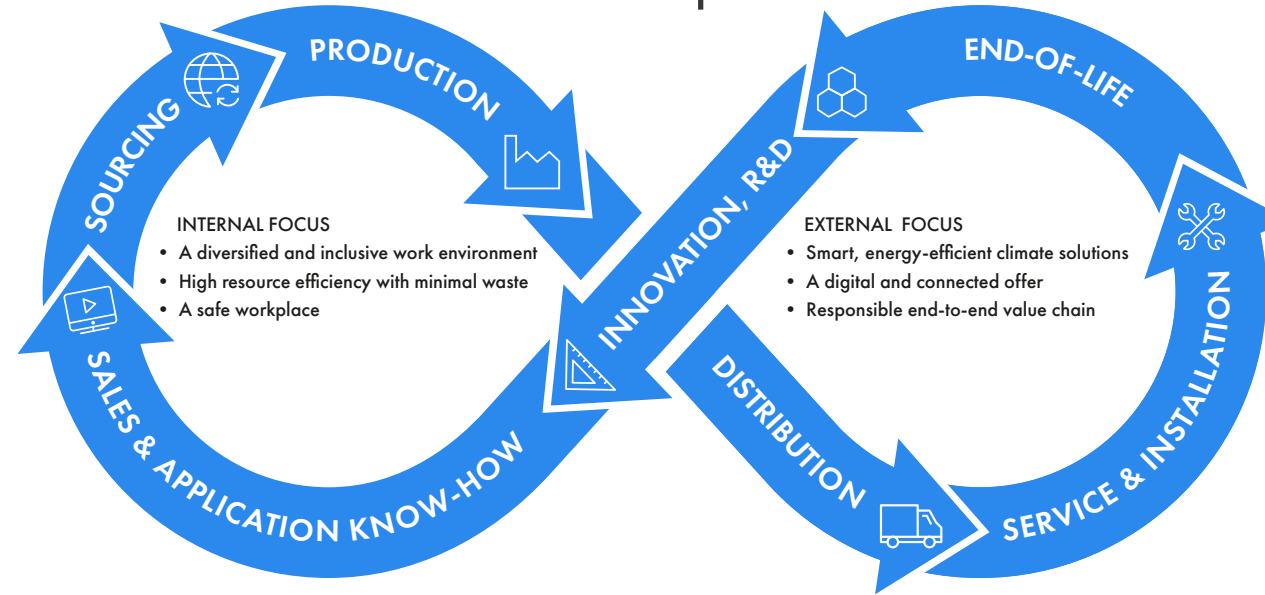 PRODUCTION
SOURCING
SALES & APPLICATION KNOW-HOW
INTERNAL FOCUS
• A diversified and inclusive work environment
• High resource efficiency with minimal waste
• A safe workplace
INNOVATION, R&D
END-OF-LIFE
EXTERNAL FOCUS
• Smart, energy-efficient climate solutions
• A digital and connected offer
• Responsible end-to-end value chain
DISTRIBUTION
SERVICE & INSTALLATION